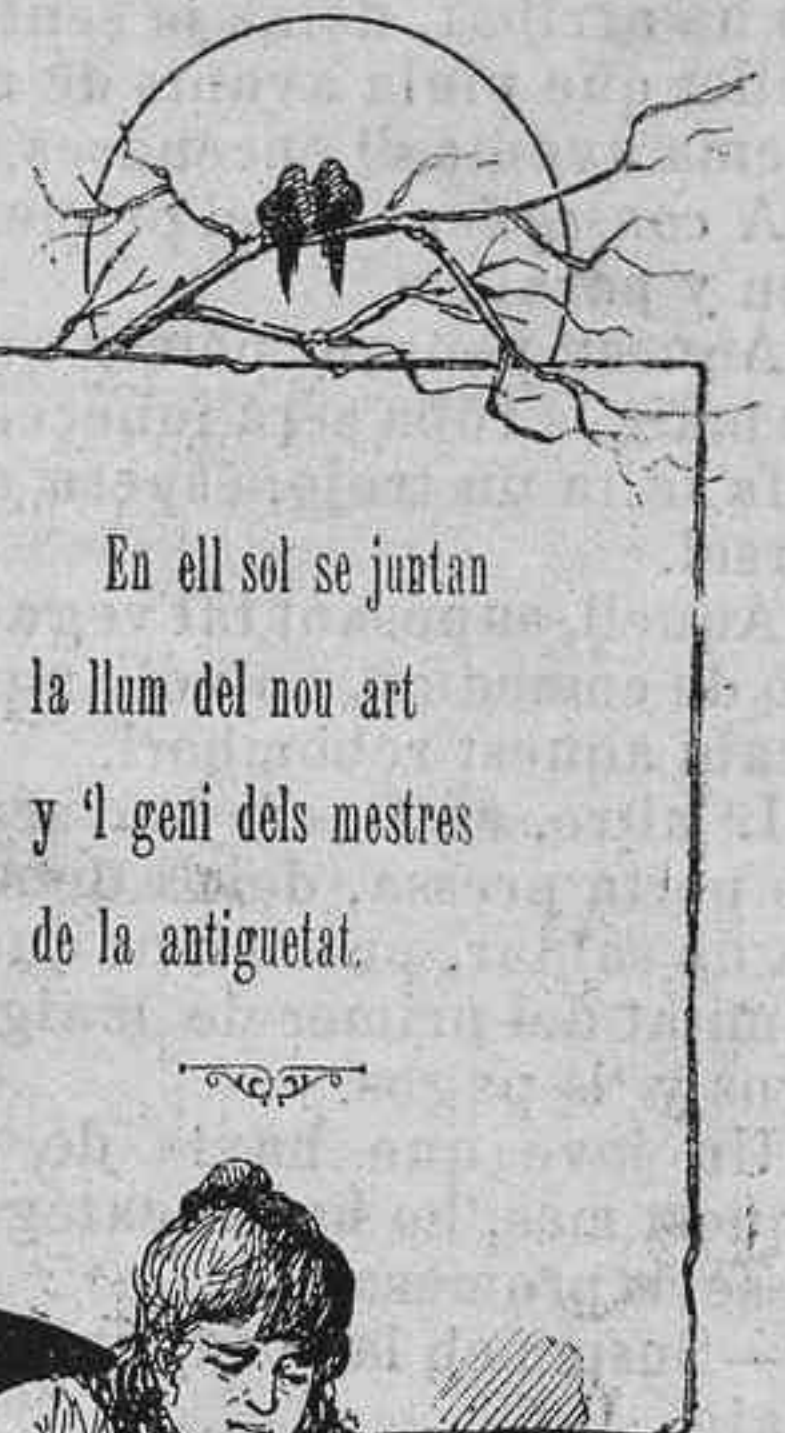 En ell sol se juntan
la llum del nou art
y ‘l geni dels mestres
de la antiguetat.